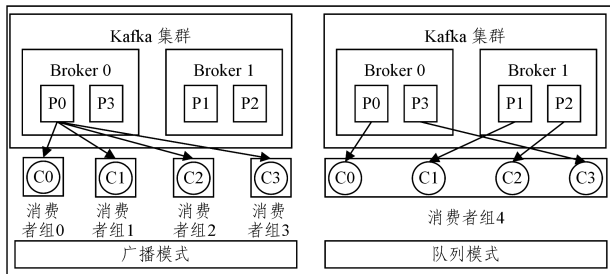 Kafka 集群
Broker 0
Broker 1
P0
P3
P1
P2
C0
C1
C2
C3
消费
者组0
消费
者组1
消费
者组2
消费
者组3
广播模式
Kafka 集群
Broker 0
Broker 1
P0
P3
P1
P2
C0
C1
C2
C3
消费者组4
队列模式